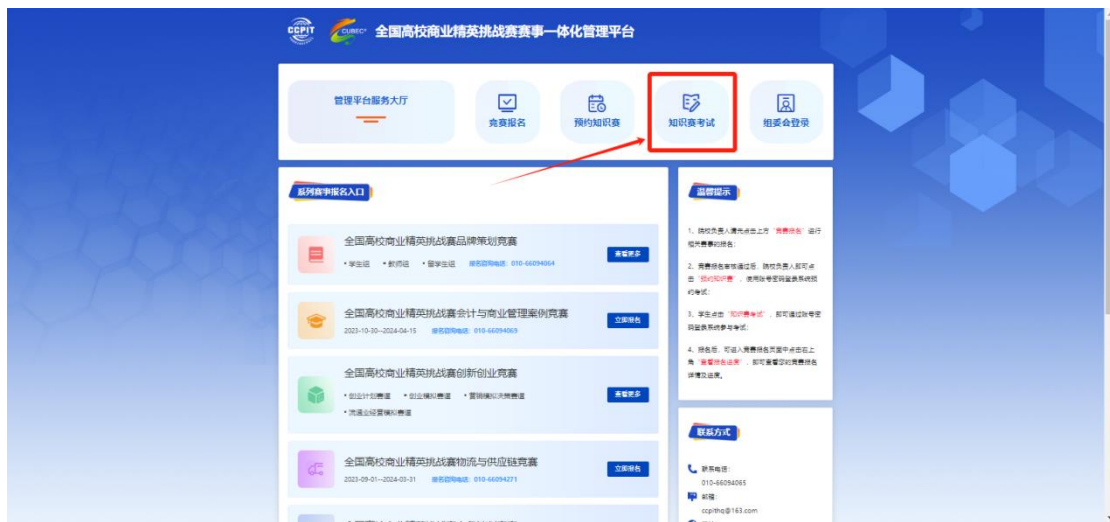 CCPIT
CUBEC
全国高校商业精英挑战赛赛事一体化管理平台
管理平台服务大厅
竞赛报名
预约知识赛
知识赛考试
组委会登录
系列赛事报名入口
全国高校商业精英挑战赛品牌策划竞赛
•学生组 •教师组 •留学生组 报名咨询电话: 010-66094064
查看更多
全国高校商业精英挑战赛会计与商业管理案例竞赛
2023-10-30--2024-04-15 报名咨询电话: 010-66094069
立即报名
全国高校商业精英挑战赛创新创业竞赛
•创业计划赛道 •创业模拟赛道 •营销模拟决策赛道
•流通业经营模拟赛道
查看更多
全国高校商业精英挑战赛物流与供应链竞赛
2023-09-01--2024-03-31 报名咨询电话: 010-66094271
立即报名
温馨提示
1、院校负责人需先点击上方“竞赛报名”进行
相关赛事的报名;
2、竞赛报名审核通过后，院校负责人即可点
击“预约知识赛”，使用账号密码登录系统预
约考试;
3、学生点击“知识赛考试”，即可通过账号密
码登录系统参与考试;
4、报名后，可进入竞赛报名页面中点击右上
角“查看报名进度”，即可查看您的竞赛报名
详情及进度。
联系方式
联系电话:
010-66094065
邮箱:
ccpithq@163.com